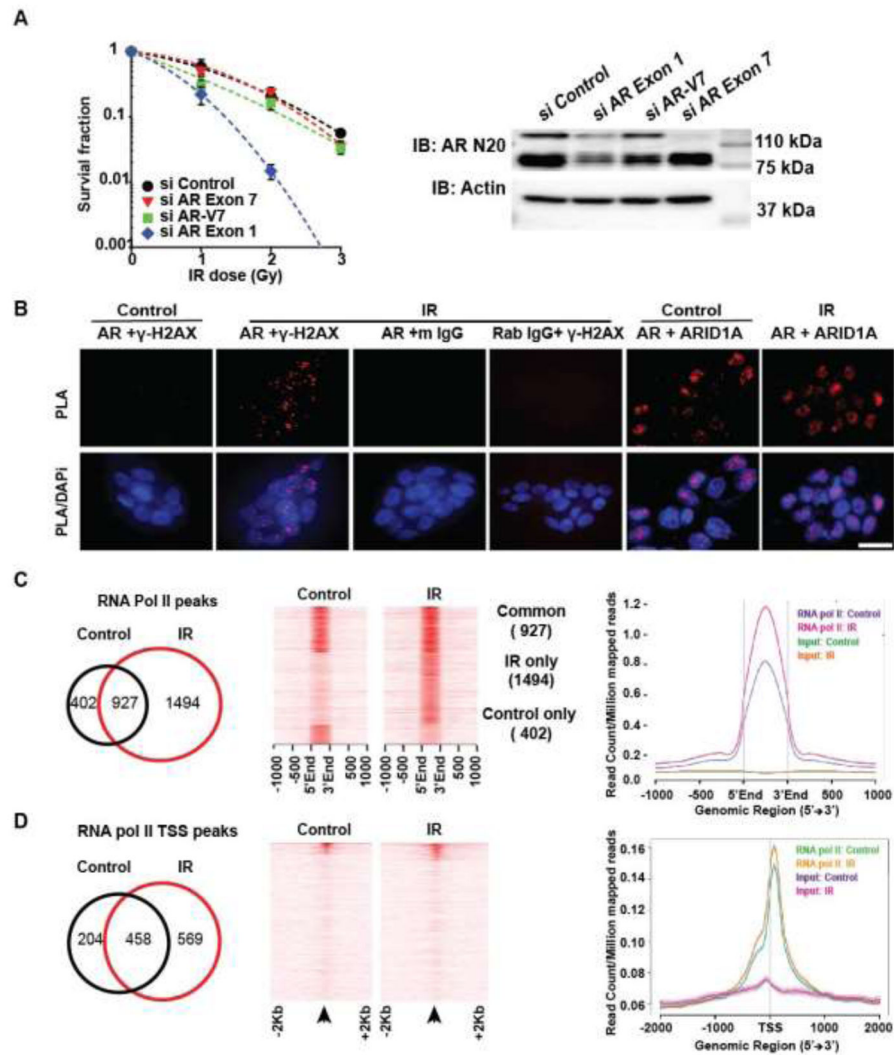 A
Survial fraction
1
0.1
0.01
0.001
0
1
2
3
IR dose (Gy)
si Control
si AR Exon 7
si AR-V7
si AR Exon 1
si Control
si AR Exon 1
si AR-V7
si AR Exon 7
IB: AR N20
IB: Actin
110 kDa
75 kDa
37 kDa
B
Control
IR
Control
IR
AR +γ-H2AX
AR +γ-H2AX
AR +m IgG
Rab IgG+ γ-H2AX
AR + ARID1A
AR + ARID1A
PLA
PLA/DAPi
C
RNA Pol II peaks
Control
IR
402
927
1494
Control
IR
-1000
-500
5'End
3'End
500
1000
-1000
-500
5'End
3'End
500
1000
Common
( 927)
IR only
(1494)
Control only
( 402)
Read Count/Million mapped reads
1.2
1.0
0.8
0.6
0.4
0.2
0.0
RNA pol II: Control
RNA pol II: IR
Input: Control
Input: IR
-1000
-500
5'End
3'End
500
1000
Genomic Region (5'→3')
D
RNA pol II TSS peaks
Control
IR
204
458
569
Control
IR
-2Kb
+2Kb
-2Kb
+2Kb
Read Count/Million mapped reads
0.16
0.14
0.12
0.10
0.08
0.06
RNA pol II: Control
RNA pol II: IR
Input: Control
Input: IR
-2000
-1000
TSS
1000
2000
Genomic Region (5'→3')